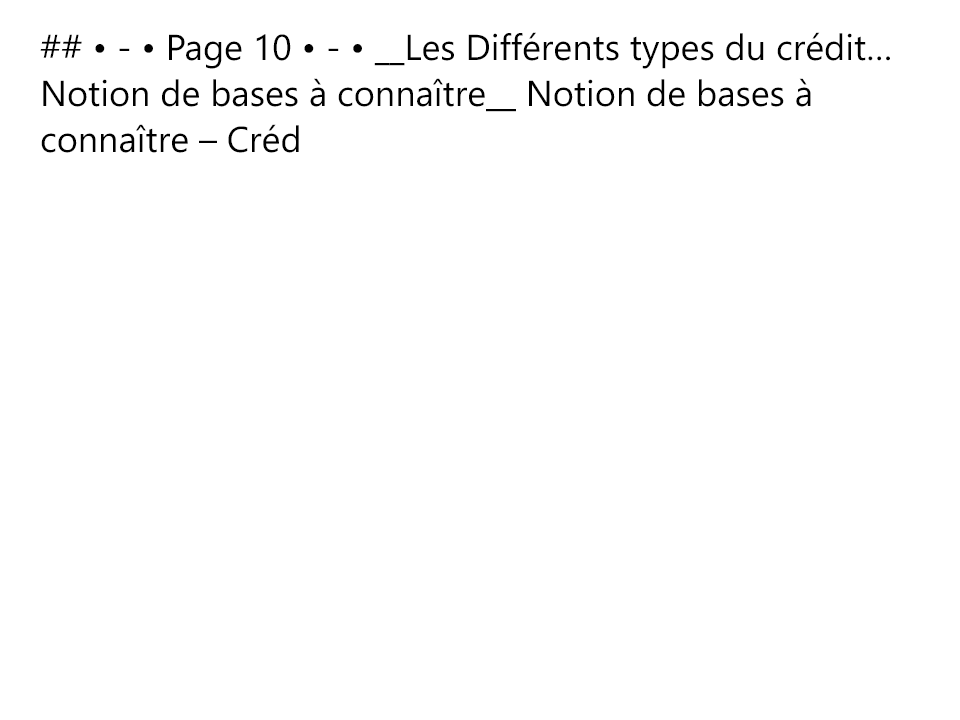 ## • - • Page 10 • - • __Les Différents types du crédit…
Notion de bases à connaître__ Notion de bases à
connaître – Créd